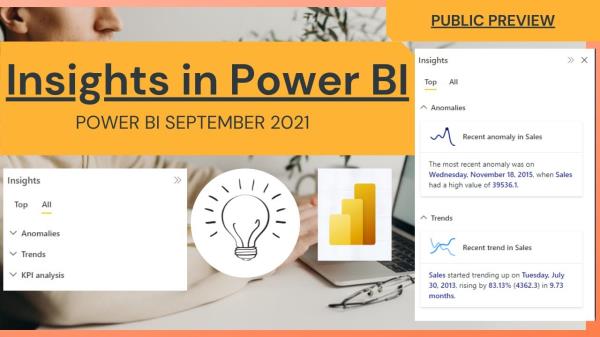 PUBLIC PREVIEW
Insights in Power BI
POWER BI SEPTEMBER 2021
Insights
Top All
Anomalies
Trends
KPI analysis
Insights
Top All
Anomalies
Recent anomaly in Sales
The most recent anomaly was on
Wednesday, November 18, 2015, when Sales
had a high value of 39536.1.
Trends
Recent trend in Sales
Sales started trending up on Tuesday, July
30, 2013, rising by 83.13% (4362.3) in 9.73
months.